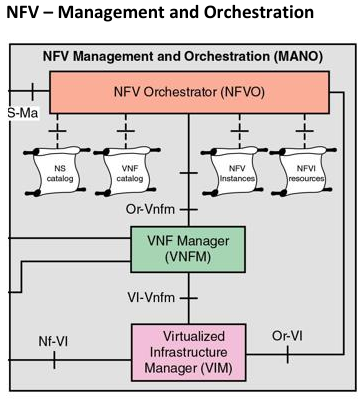 NFV – Management and Orchestration
NFV Management and Orchestration (MANO)
NFV Orchestrator (NFVO)
S-Ma
NS
catalog
VNF
catalog
NFV
Instances
NFVI
resources
Or-Vnfm
VNF Manager
(VNFM)
VI-Vnfm
Nf-VI
Virtualized
Infrastructure
Manager (VIM)
Or-VI